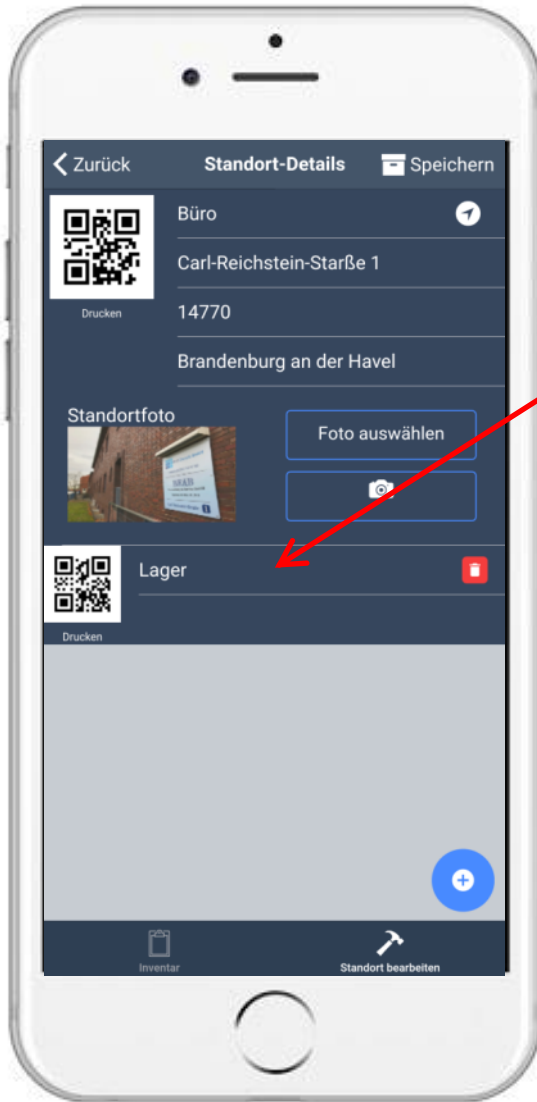 Zurück
Standort-Details
Speichern
Büro
Carl-Reichstein-Starße 1
Drucken
14770
Brandenburg an der Havel
Standortfoto
Foto auswählen
Lager
Drucken
Inventar
Standort bearbeiten